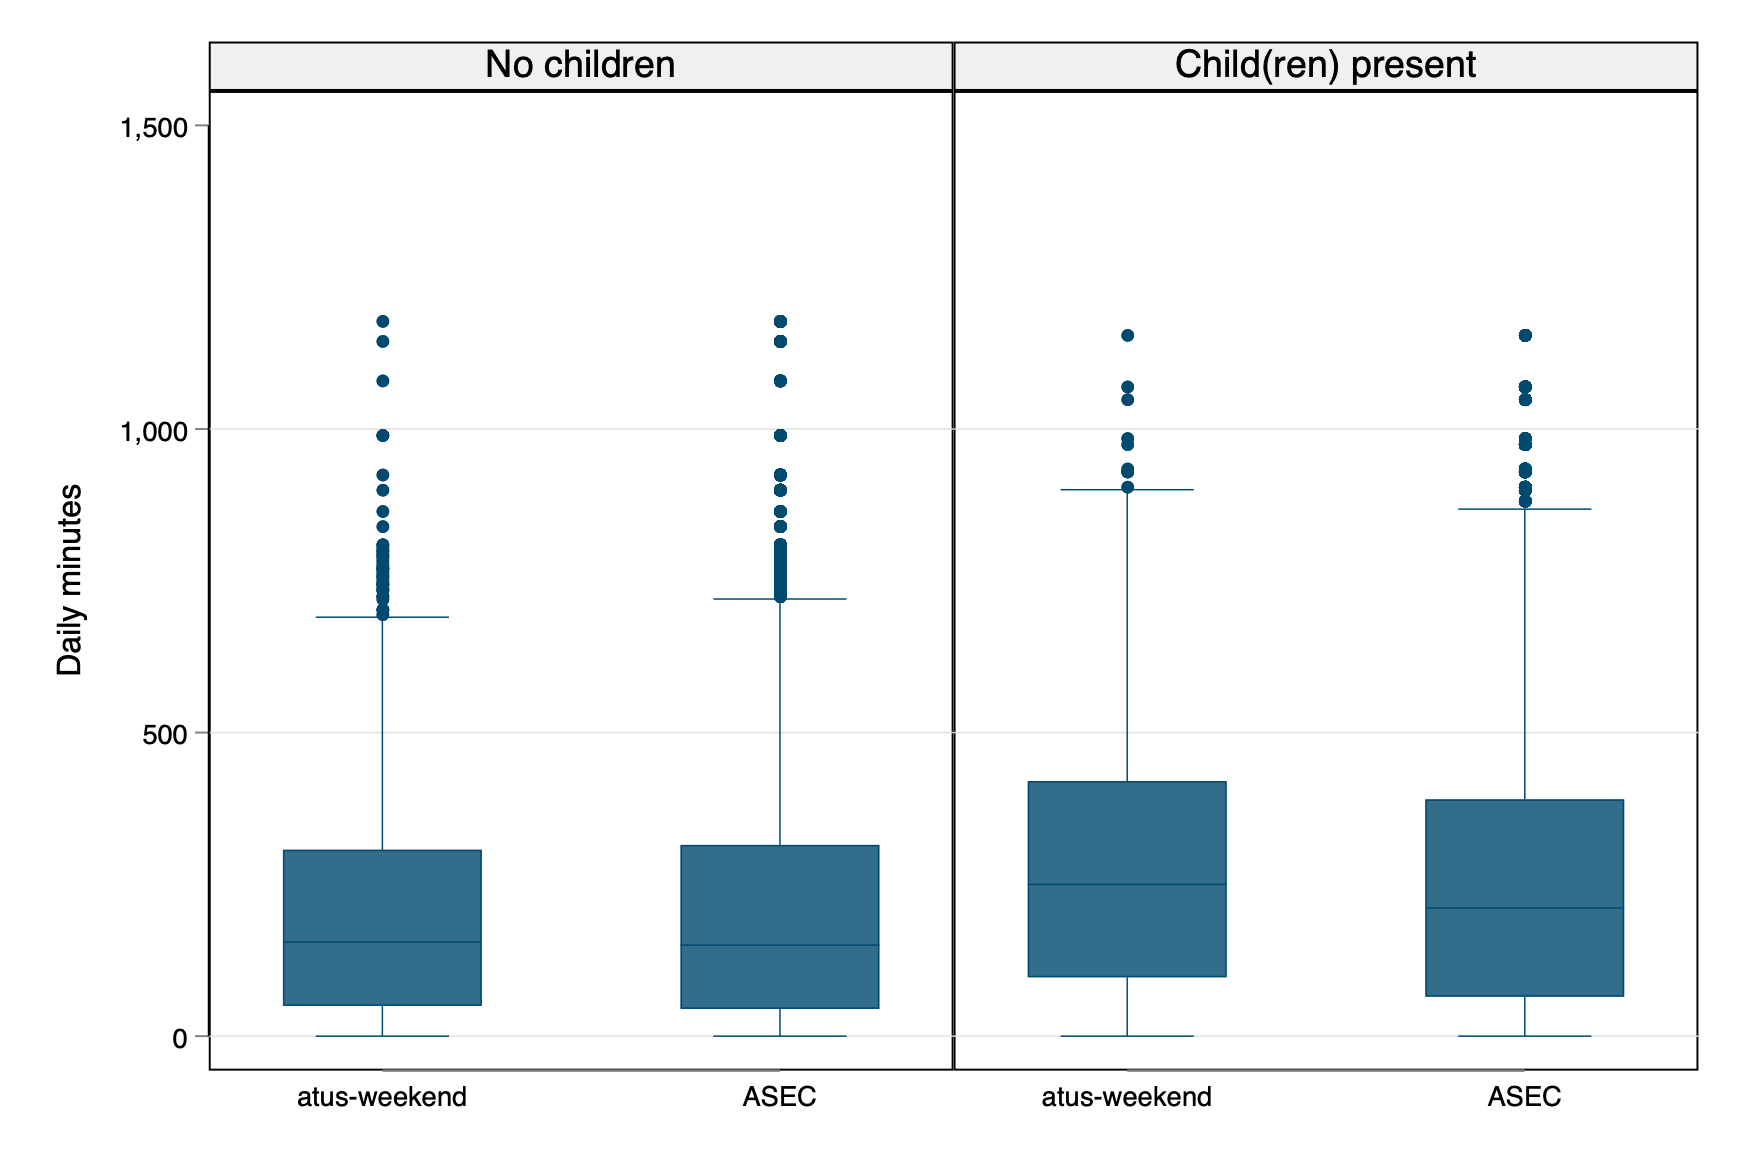 No children
Child(ren) present
Daily minutes
1,500
1,000
500
0
atus-weekend
ASEC
atus-weekend
ASEC